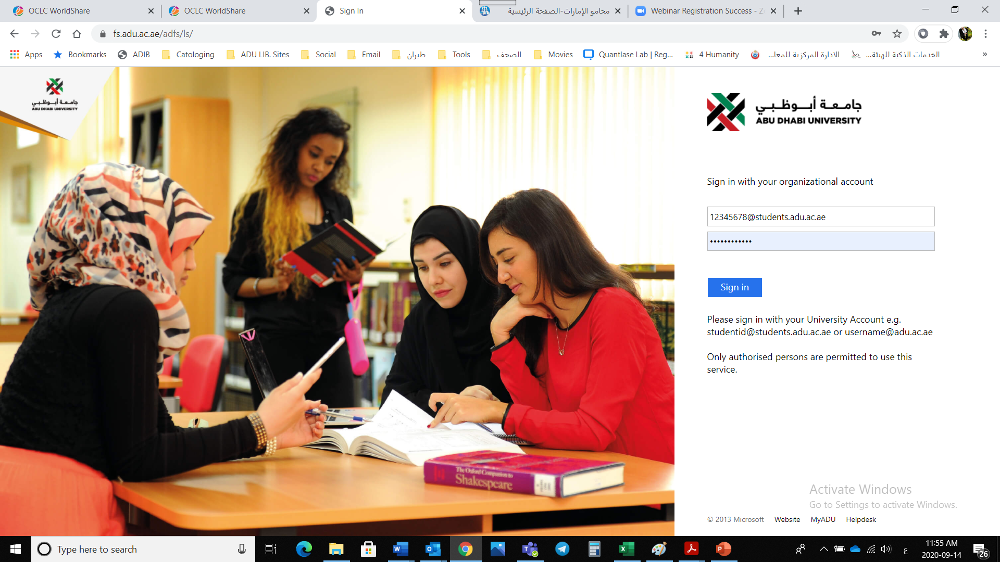 OCLC WorldShare
OCLC WorldShare
Sign In
محامو الإمارات-الصفحة الرئيسية
Webinar Registration Success - Z
fs.adu.ac.ae/adfs/ls/
Apps
Bookmarks
ADIB
Catologing
ADU LIB. Sites
Social
Email
طيران
Tools
الصحف
Movies
Quantlase Lab | Reg...
4 Humanity
الادارة المركزية للمعا...
الخدمات الذكية للهيئة...
»
جامعة أبوظبي
ABU DHABI UNIVERSITY
جامعة أبوظبي
ABU DHABI UNIVERSITY
Sign in with your organizational account
12345678@students.adu.ac.ae
••••••••••••
Sign in
Please sign in with your University Account e.g.
studentid@students.adu.ac.ae or username@adu.ac.ae
Only authorised persons are permitted to use this
service.
The Oxford Companion to
Shakespeare
Activate Windows
Go to Settings to activate Windows.
© 2013 Microsoft Website MyADU Helpdesk
Type here to search
ع
11:55 AM
2020-09-14
26